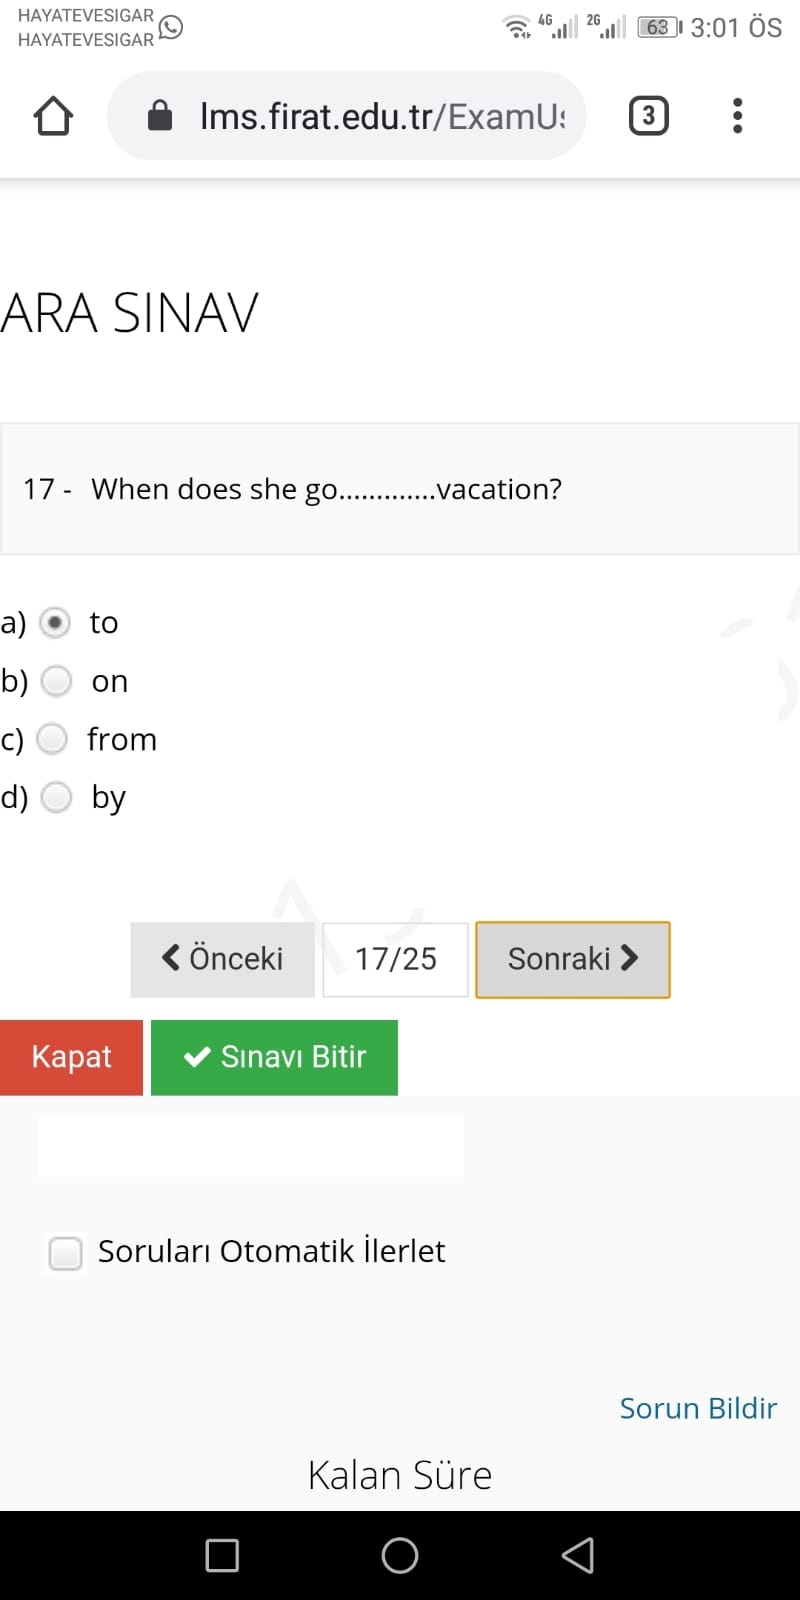 HAYATEVESIGAR
HAYATEVESIGAR
4G 2G 63 3:01 ÖS
lms.firat.edu.tr/ExamUs
3
ARA SINAV
17 - When does she go.............vacation?
a) to
b) on
c) from
d) by
Önceki 17/25 Sonraki
Kapat Sınavı Bitir
Soruları Otomatik İlerlet
Sorun Bildir
Kalan Süre